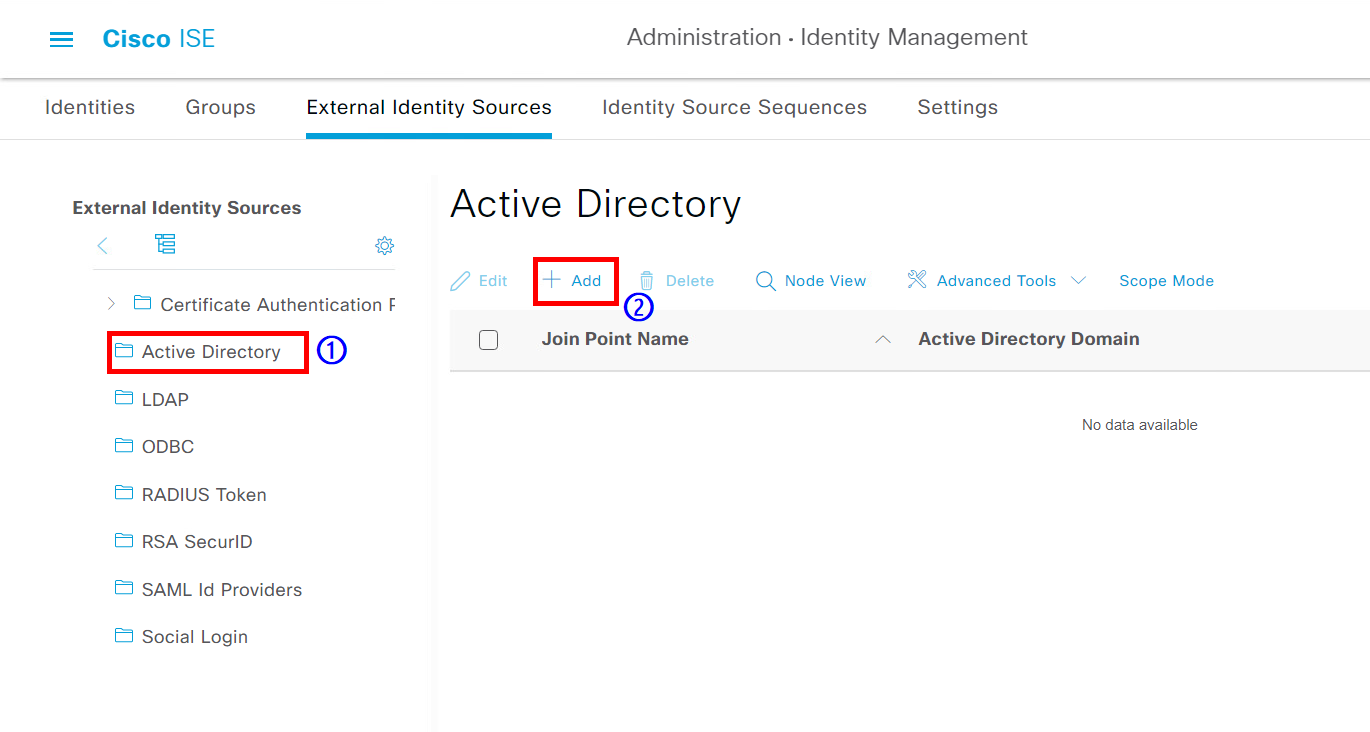 Cisco ISE
Administration · Identity Management
Identities Groups External Identity Sources Identity Source Sequences Settings
External Identity Sources
Certificate Authentication F
Active Directory ①
LDAP
ODBC
RADIUS Token
RSA SecurID
SAML Id Providers
Social Login
Active Directory
Edit Add Delete Node View Advanced Tools Scope Mode
②
Join Point Name Active Directory Domain
No data available